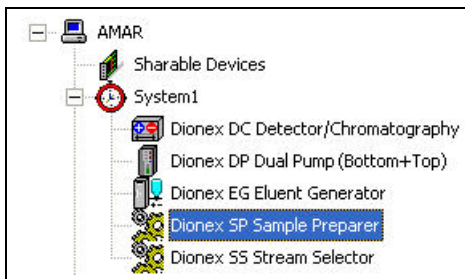 AMAR
Sharable Devices
System1
Dionex DC Detector/Chromatography
Dionex DP Dual Pump (Bottom+Top)
Dionex EG Eluent Generator
Dionex SP Sample Preparer
Dionex SS Stream Selector